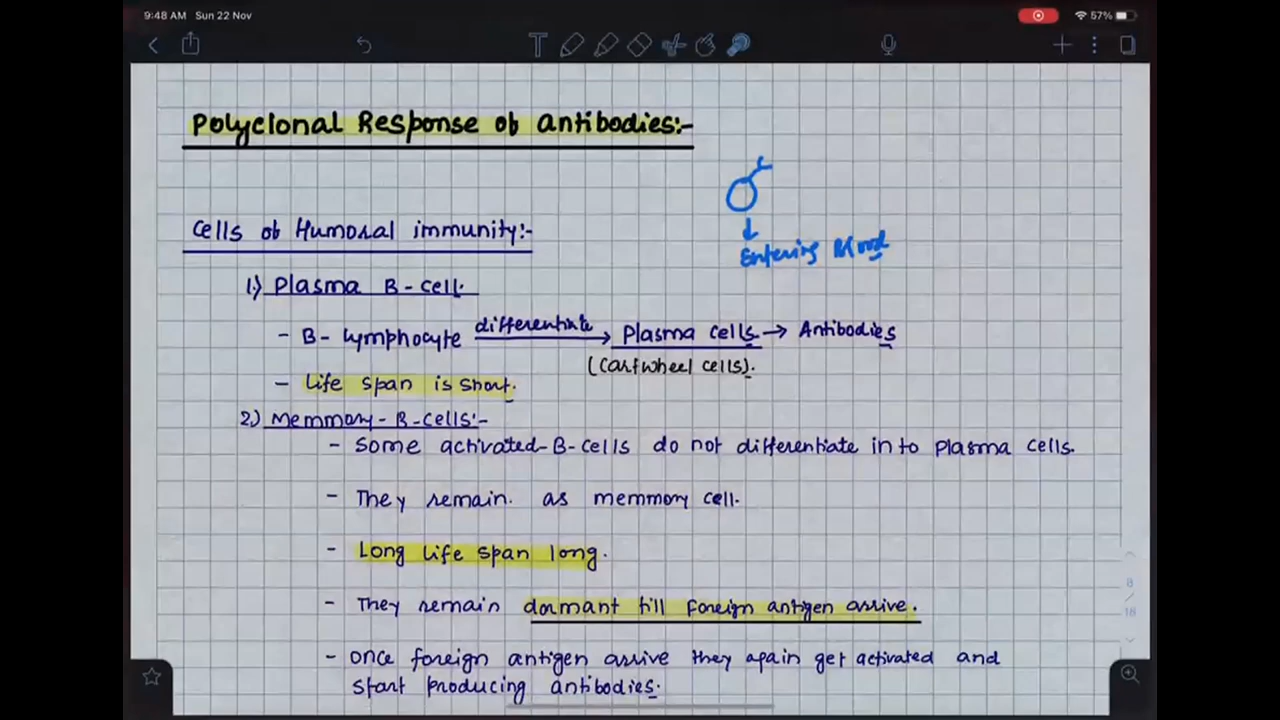 9:48 AM Sun 22 Nov
57%
Polyclonal Response of antibodies:-
Entering Blood
Cells of Humoral immunity:-
1.) Plasma B-cell.
- B-lymphocyte differentiate Plasma cells → Antibodies
(Cartwheel cells).
- life span is short.
2) Memmory-B-cells:-
- Some activated-B-cells do not differentiate in to plasma cells.
- They remain. as memmory cell.
- Long life span long.
- They remain dormant till foreign antigen arrive.
- once foreign antigen arrive they again get activated and
start producing antibodies.
8
/
18